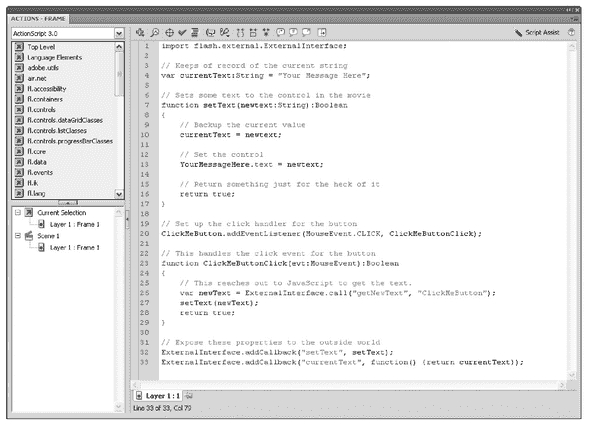 ACTIONS - FRAME
ActionScript 3.0
Script Assist
Top Level
Language Elements
adobe.utils
air.net
fl.accessibility
fl.containers
fl.controls
fl.controls.dataGridClasses
fl.controls.listClasses
fl.controls.progressBarClasses
fl.core
fl.data
fl.events
fl.ik
fl.lang
Current Selection
Layer 1 : Frame 1
Scene 1
Layer 1 : Frame 1
1 import flash.external.ExternalInterface;
2
3 // Keeps of record of the current string
4 var currentText:String = "Your Message Here";
5
6 // Sets some text to the control in the movie
7 function setText(newtext:String):Boolean
8 {
9 // Backup the current value
10 currentText = newtext;
11
12 // Set the control
13 YourMessageHere.text = newtext;
14
15 // Return something just for the heck of it
16 return true;
17 }
18
19 // Set up the click handler for the button
20 ClickMeButton.addEventListener(MouseEvent.CLICK, ClickMeButtonClick);
21
22 // This handles the click event for the button
23 function ClickMeButtonClick(evt:MouseEvent):Boolean
24 {
25 // This reaches out to JavaScript to get the text.
26 var newText = ExternalInterface.call("getNewText", "ClickMeButton");
27 setText(newText);
28 return true;
29 }
30
31 // Expose these properties to the outside world
32 ExternalInterface.addCallback("setText", setText);
33 ExternalInterface.addCallback("currentText", function() {return currentText});
Layer 1 : 1
Line 33 of 33, Col 79